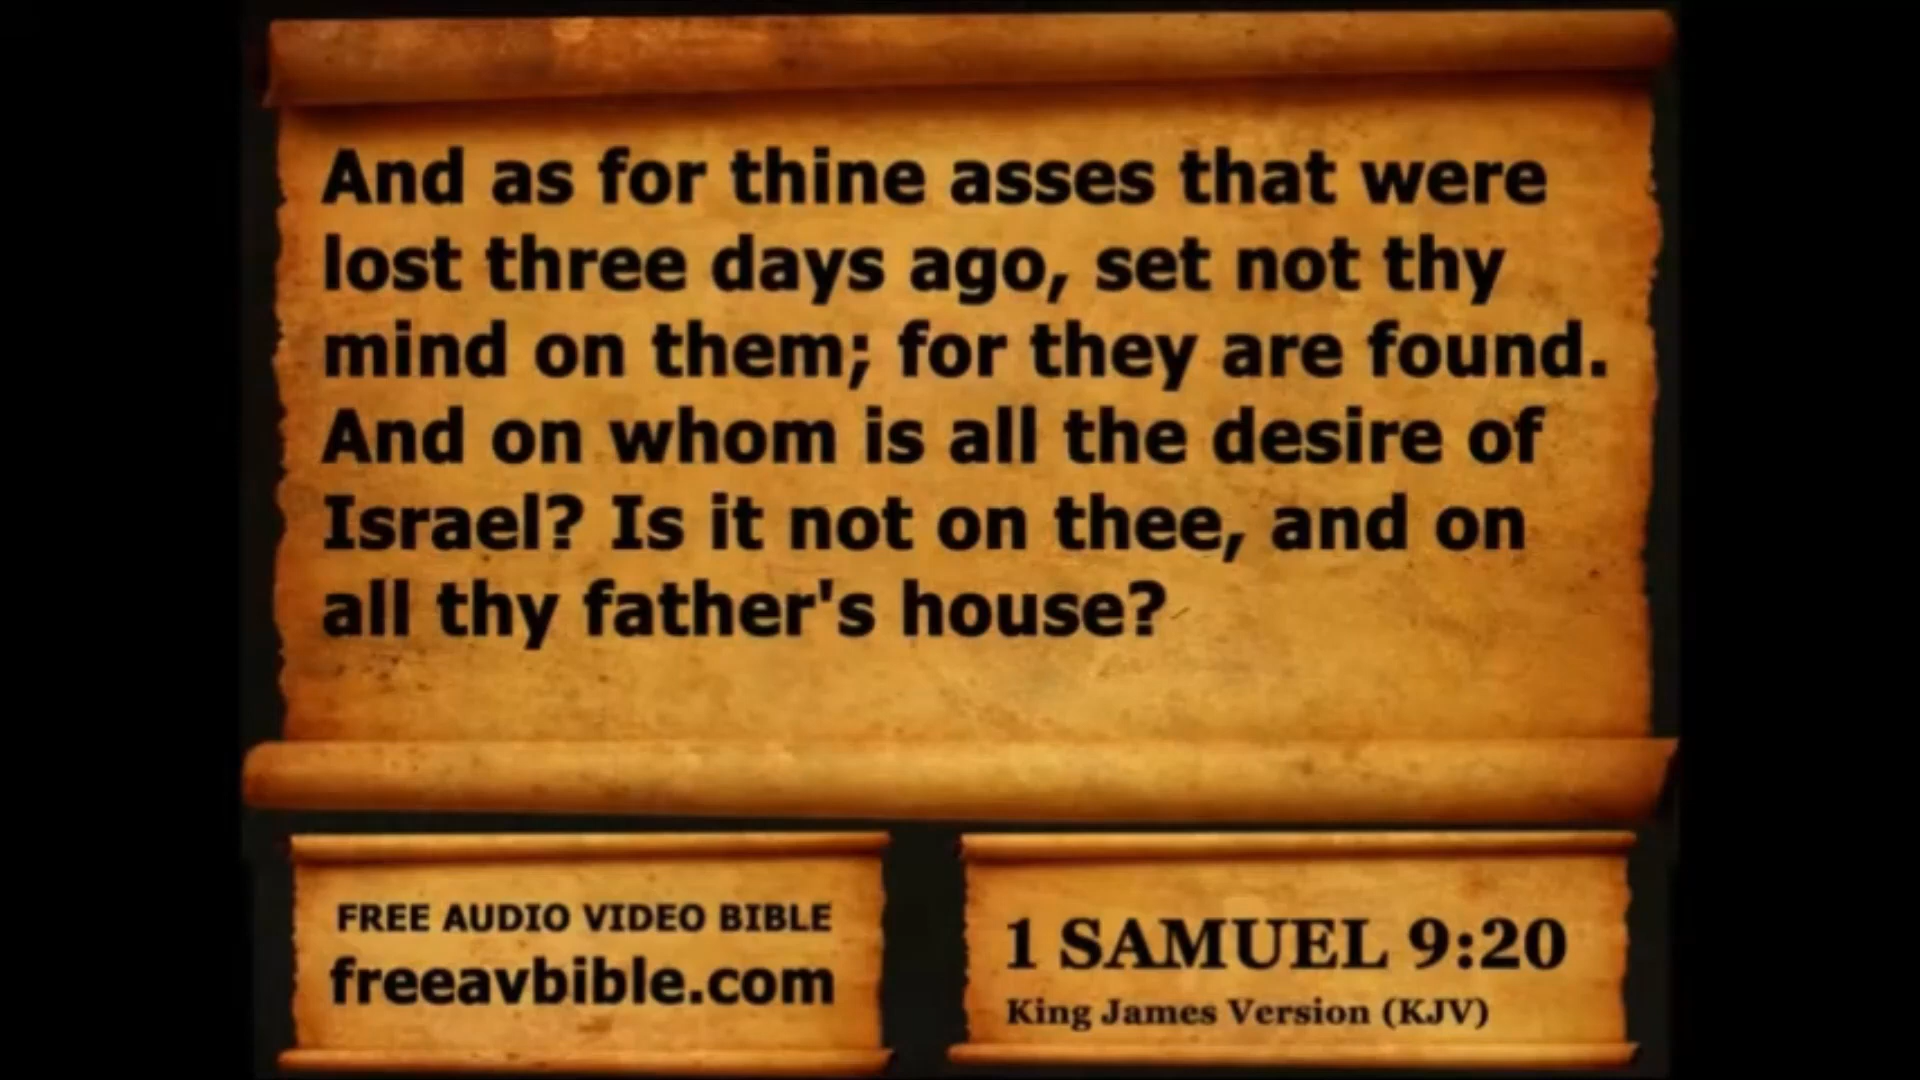 And as for thine asses that were
lost three days ago, set not thy
mind on them; for they are found.
And on whom is all the desire of
Israel? Is it not on thee, and on
all thy father's house?
FREE AUDIO VIDEO BIBLE
freeavbible.com
1 SAMUEL 9:20
King James Version (KJV)